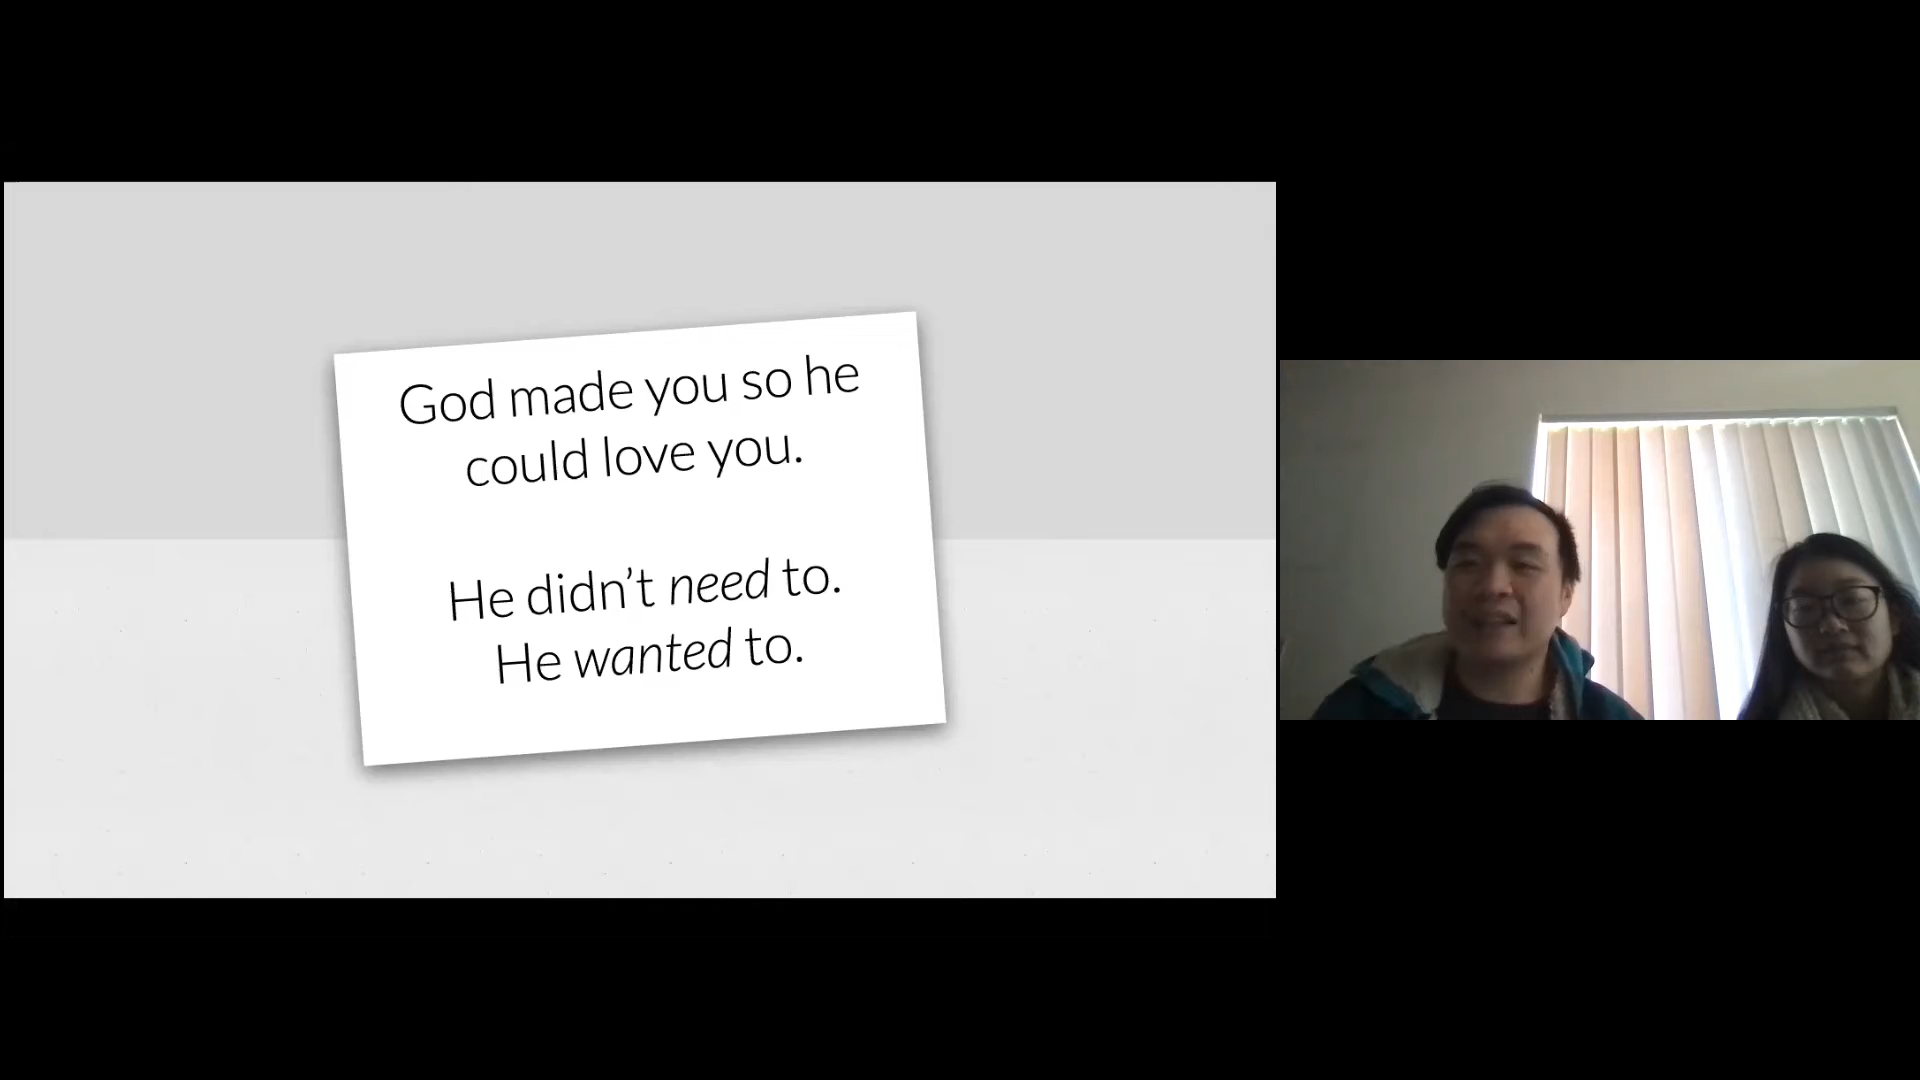 God made you so he
could love you.
He didn’t need to.
He wanted to.